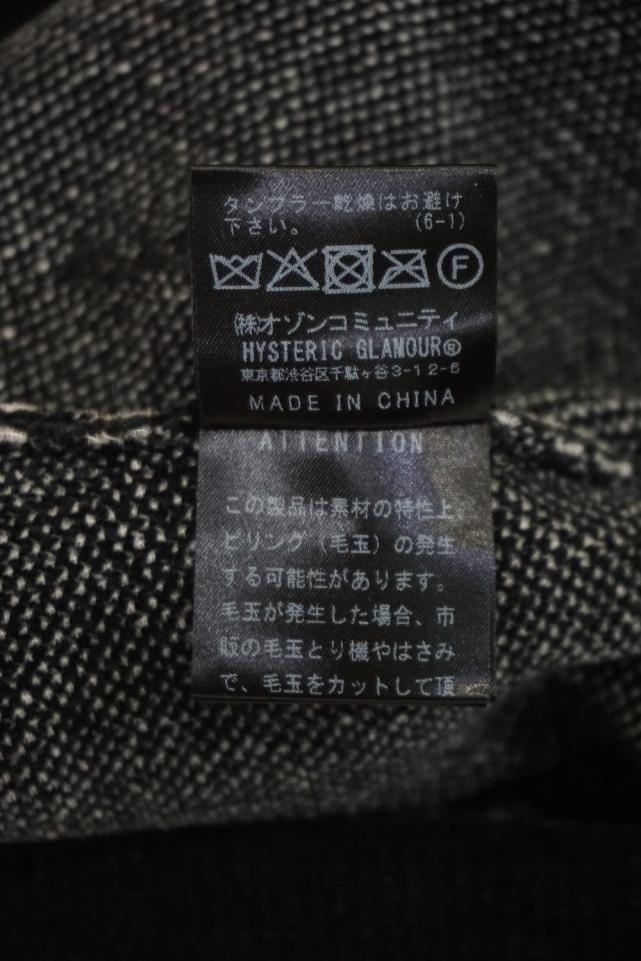 タンブラー乾燥はお避け
下さい。 (6-1)
F
㈱オゾンコミュニティ
HYSTERIC GLAMOUR®
東京都渋谷区千駄ヶ谷3-12-6
MADE IN CHINA
ATTENTION
この製品は素材の特性上
ピリング（毛玉）の発生
する可能性があります。
毛玉が発生した場合、市
販の毛玉とり機やはさみ
で、毛玉をカットして頂